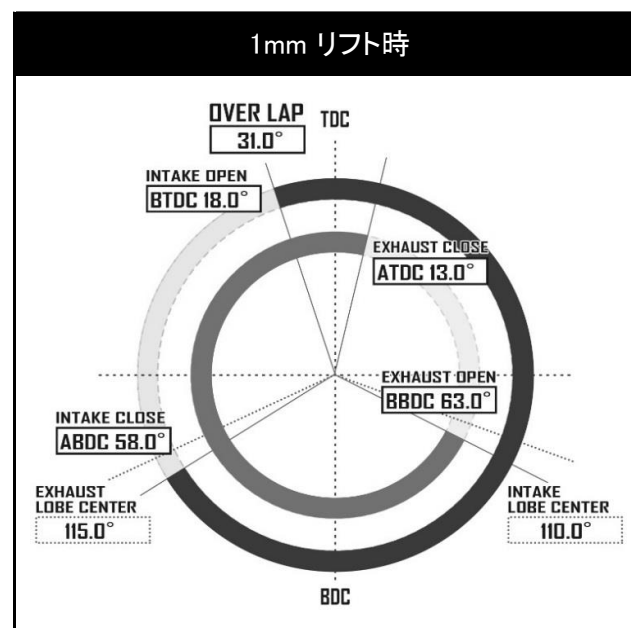 1mm リフト時
OVER LAP
31.0°
TDC
INTAKE OPEN
BTDC 18.0°
EXHAUST CLOSE
ATDC 13.0°
EXHAUST OPEN
BBDC 63.0°
INTAKE CLOSE
ABDC 58.0°
EXHAUST
LOBE CENTER
115.0°
INTAKE
LOBE CENTER
110.0°
BDC